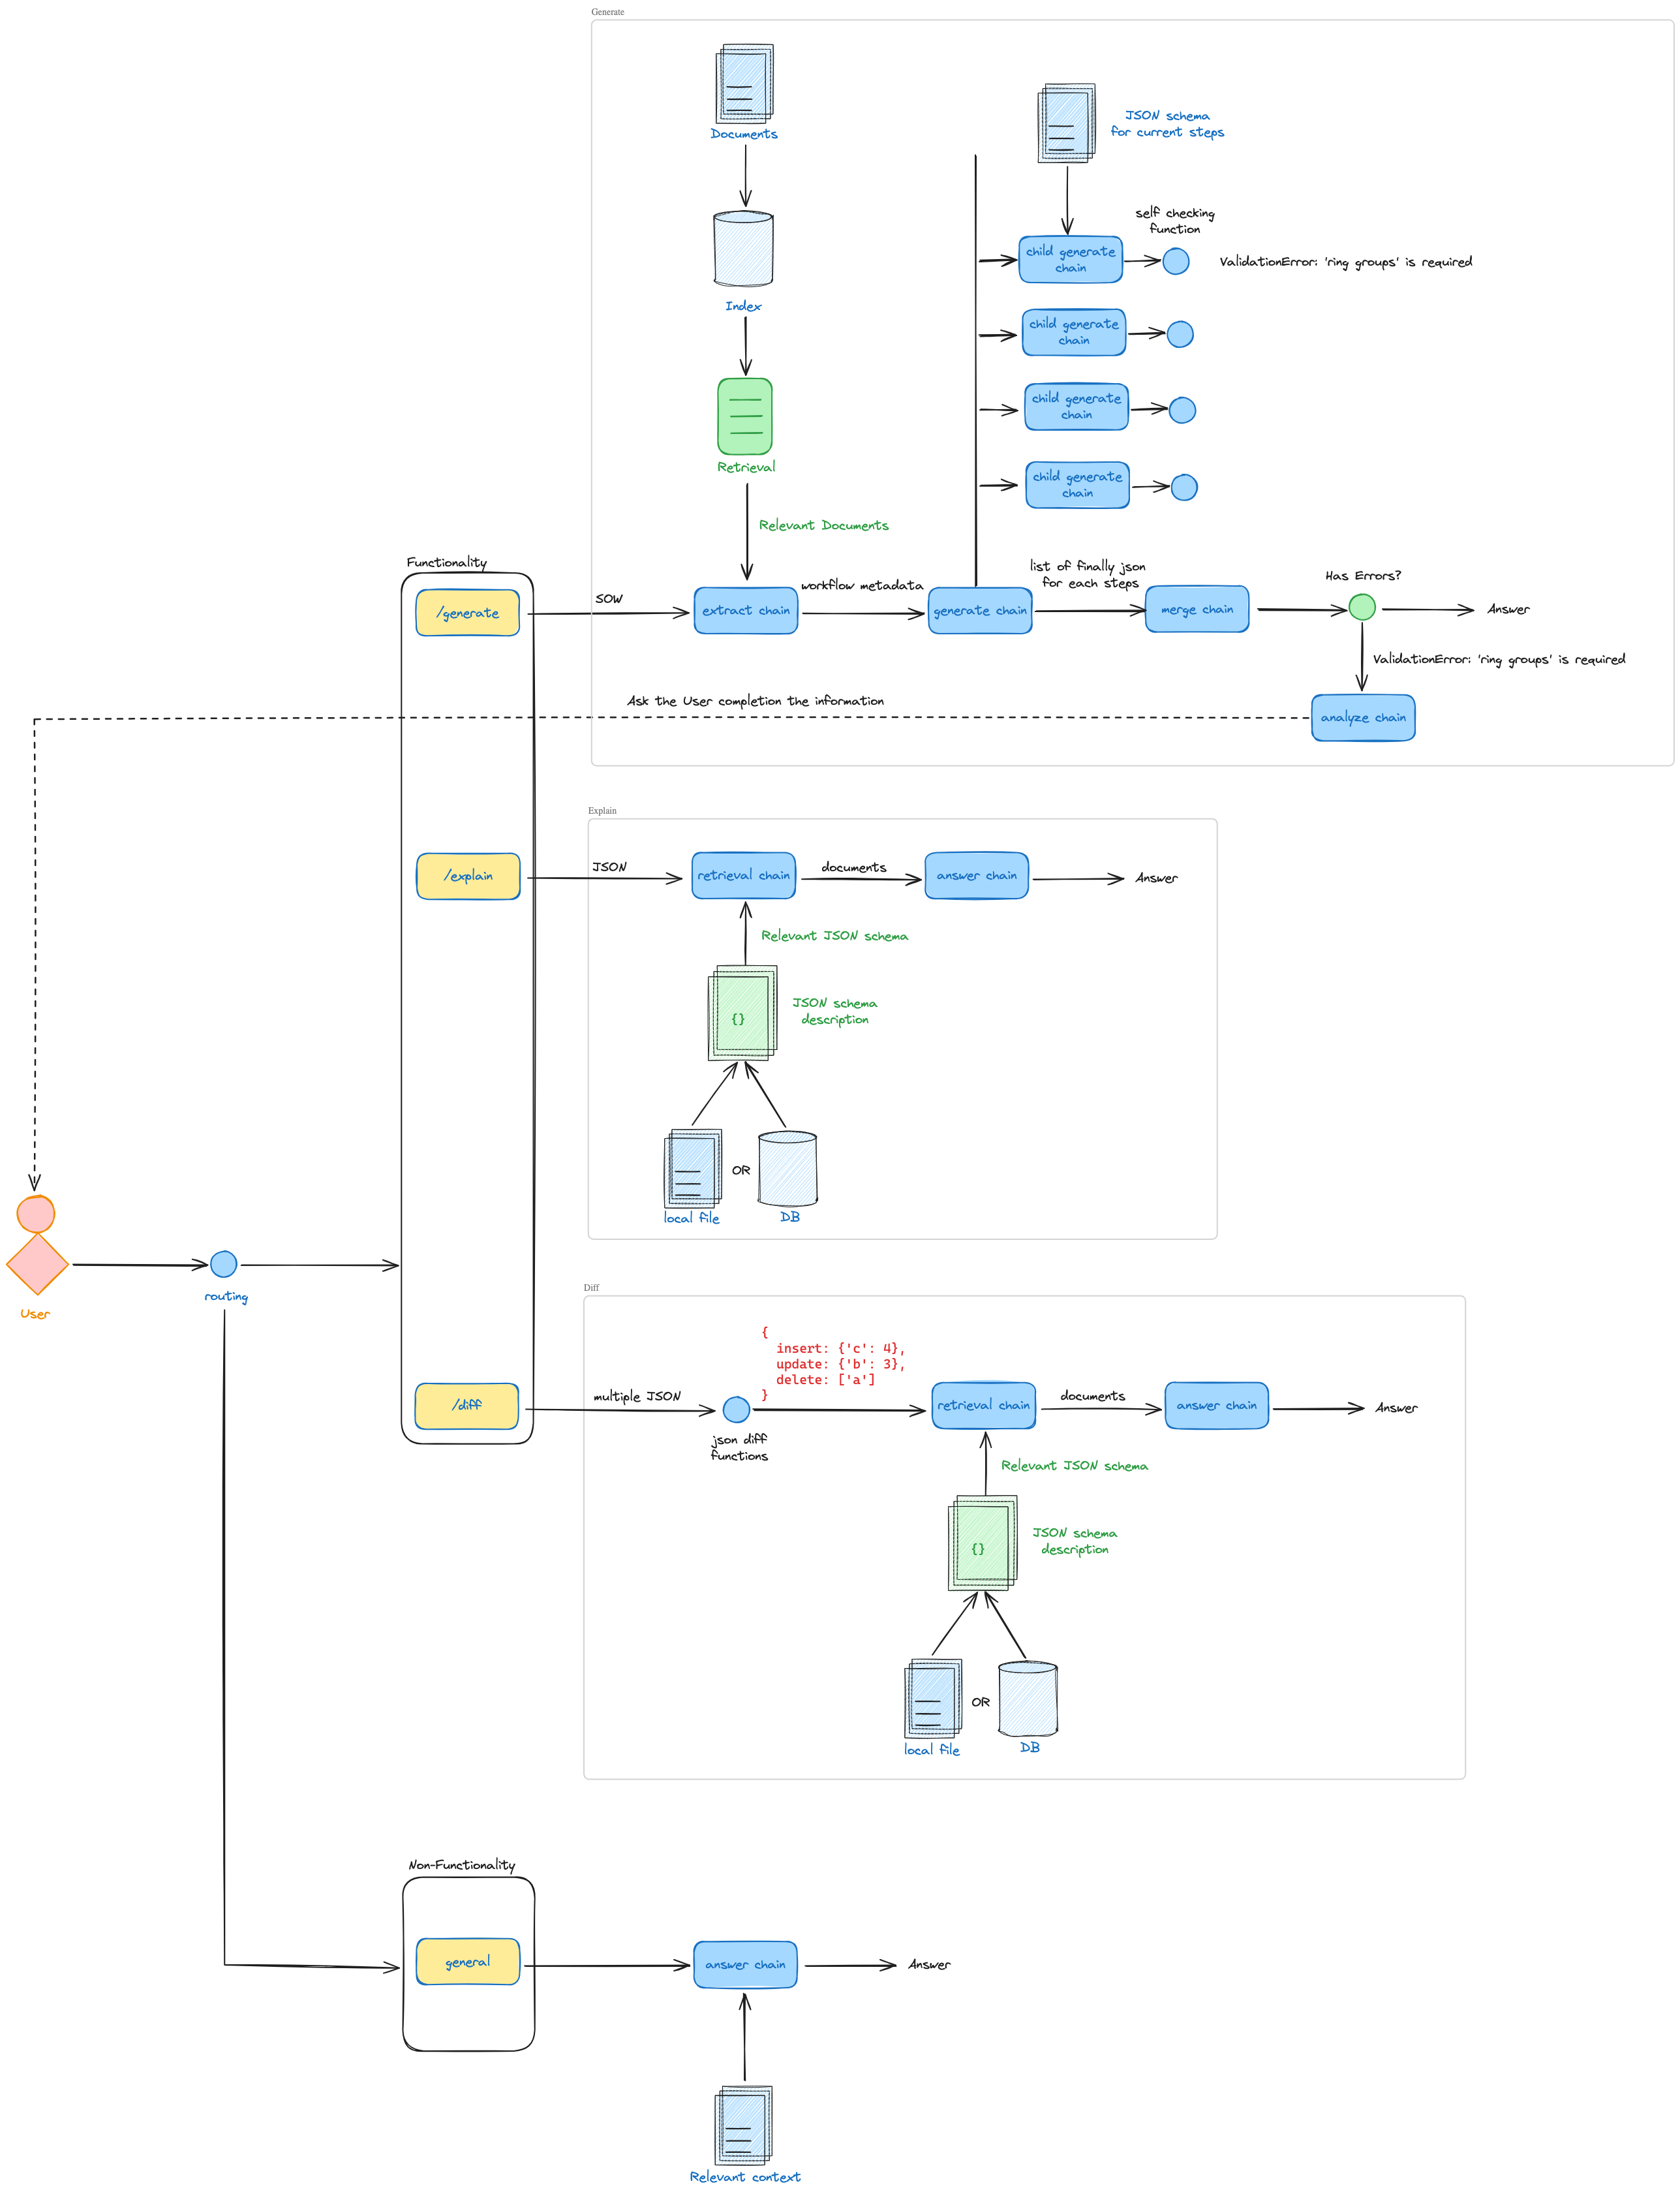 Generate
Documents
JSON schema
for current steps
Index
self checking
function
child generate
chain
ValidationError: 'ring groups' is required
child generate
chain
child generate
chain
Retrieval
child generate
chain
Relevant Documents
Functionality
/generate
SOW
extract chain
workflow metadata
generate chain
list of finally json
for each steps
merge chain
Has Errors?
Answer
ValidationError: 'ring groups' is required
Ask the User completion the information
analyze chain
Explain
/explain
JSON
retrieval chain
documents
answer chain
Answer
Relevant JSON schema
{}
JSON schema
description
local file
OR
DB
User
routing
Diff
{
insert: {'c': 4},
update: {'b': 3},
delete: ['a']
}
/diff
multiple JSON
json diff
functions
retrieval chain
documents
answer chain
Answer
Relevant JSON schema
{}
JSON schema
description
local file
OR
DB
Non-Functionality
general
answer chain
Answer
Relevant context